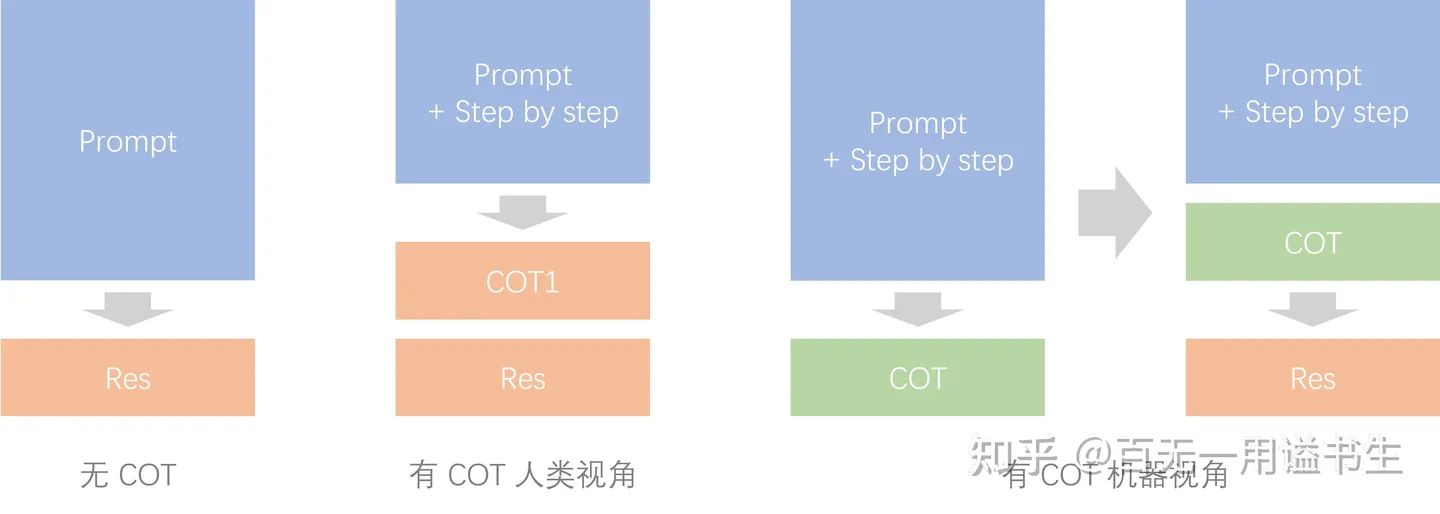 Prompt
Res
无 COT
Prompt
+ Step by step
COT1
Res
有 COT 人类视角
Prompt
+ Step by step
COT
Prompt
+ Step by step
COT
Res
有 COT 机器视角
知乎 @百无一用谥书生